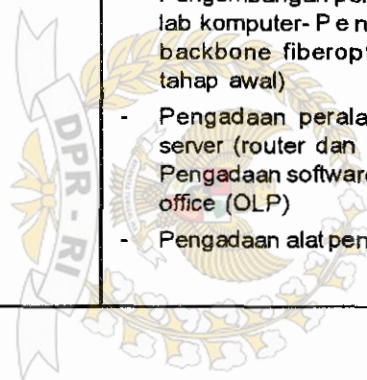 lab komputer- P e n
backbone fiberop
tahap awal)
- Pengadaan perala
server (router dan
Pengadaan software
office (OLP)
- Pengadaan alat pen
DPR - RI